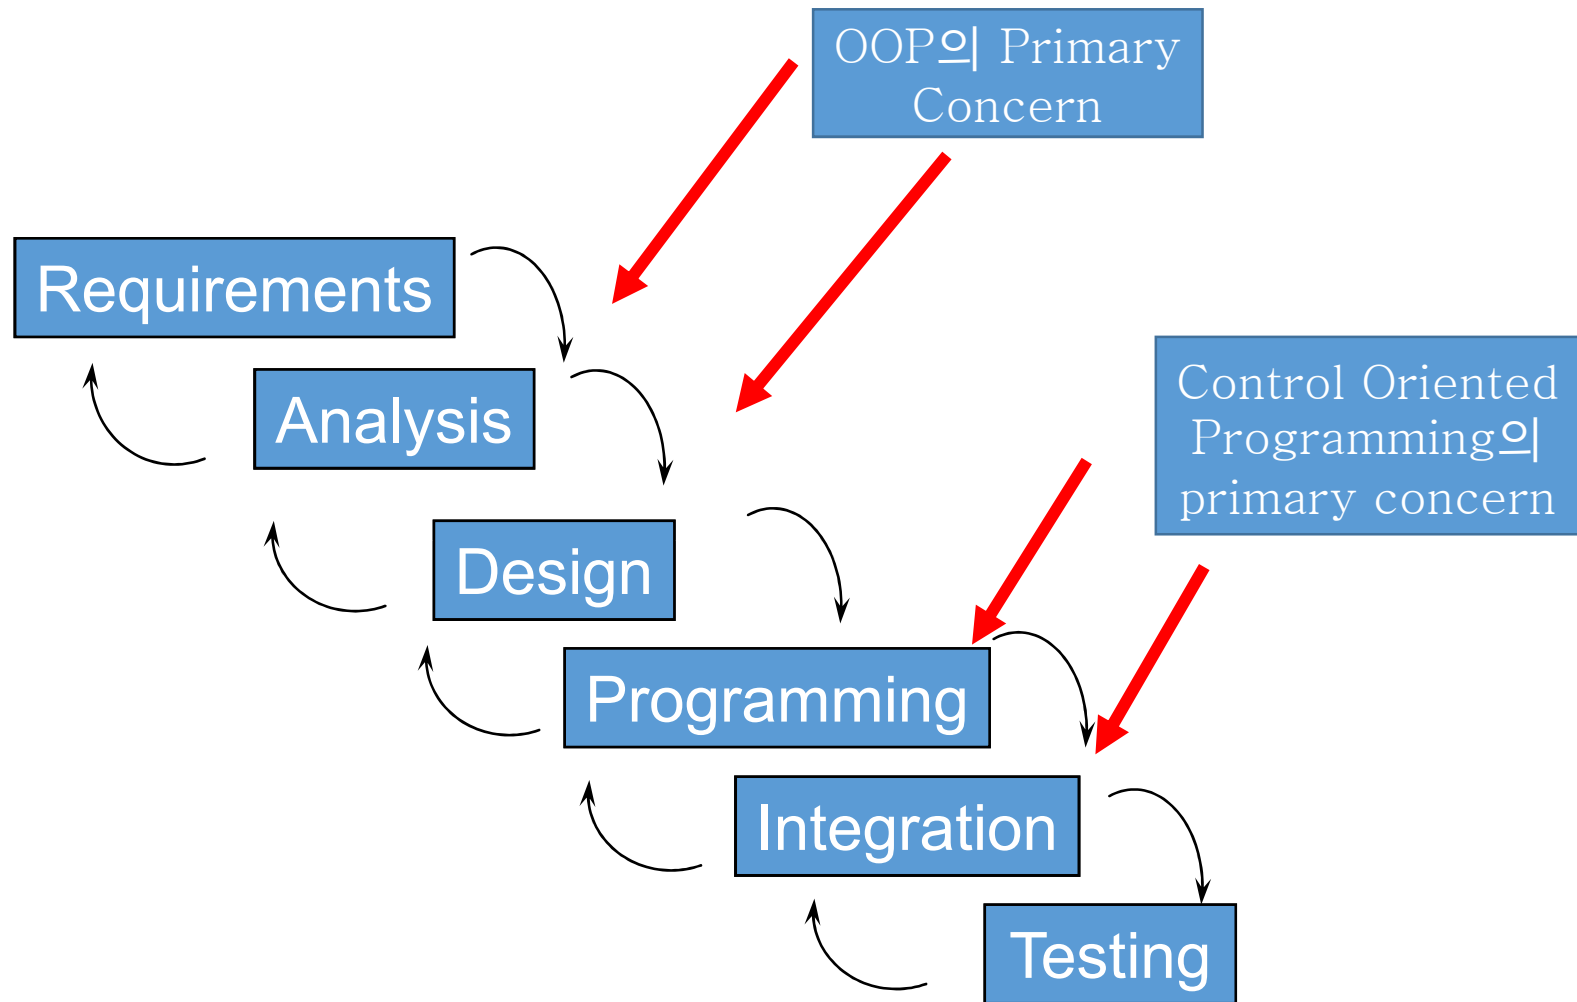 OOP의 Primary
Concern
Requirements
Control Oriented
Programming의
primary concern
Analysis
Design
Programming
Integration
Testing